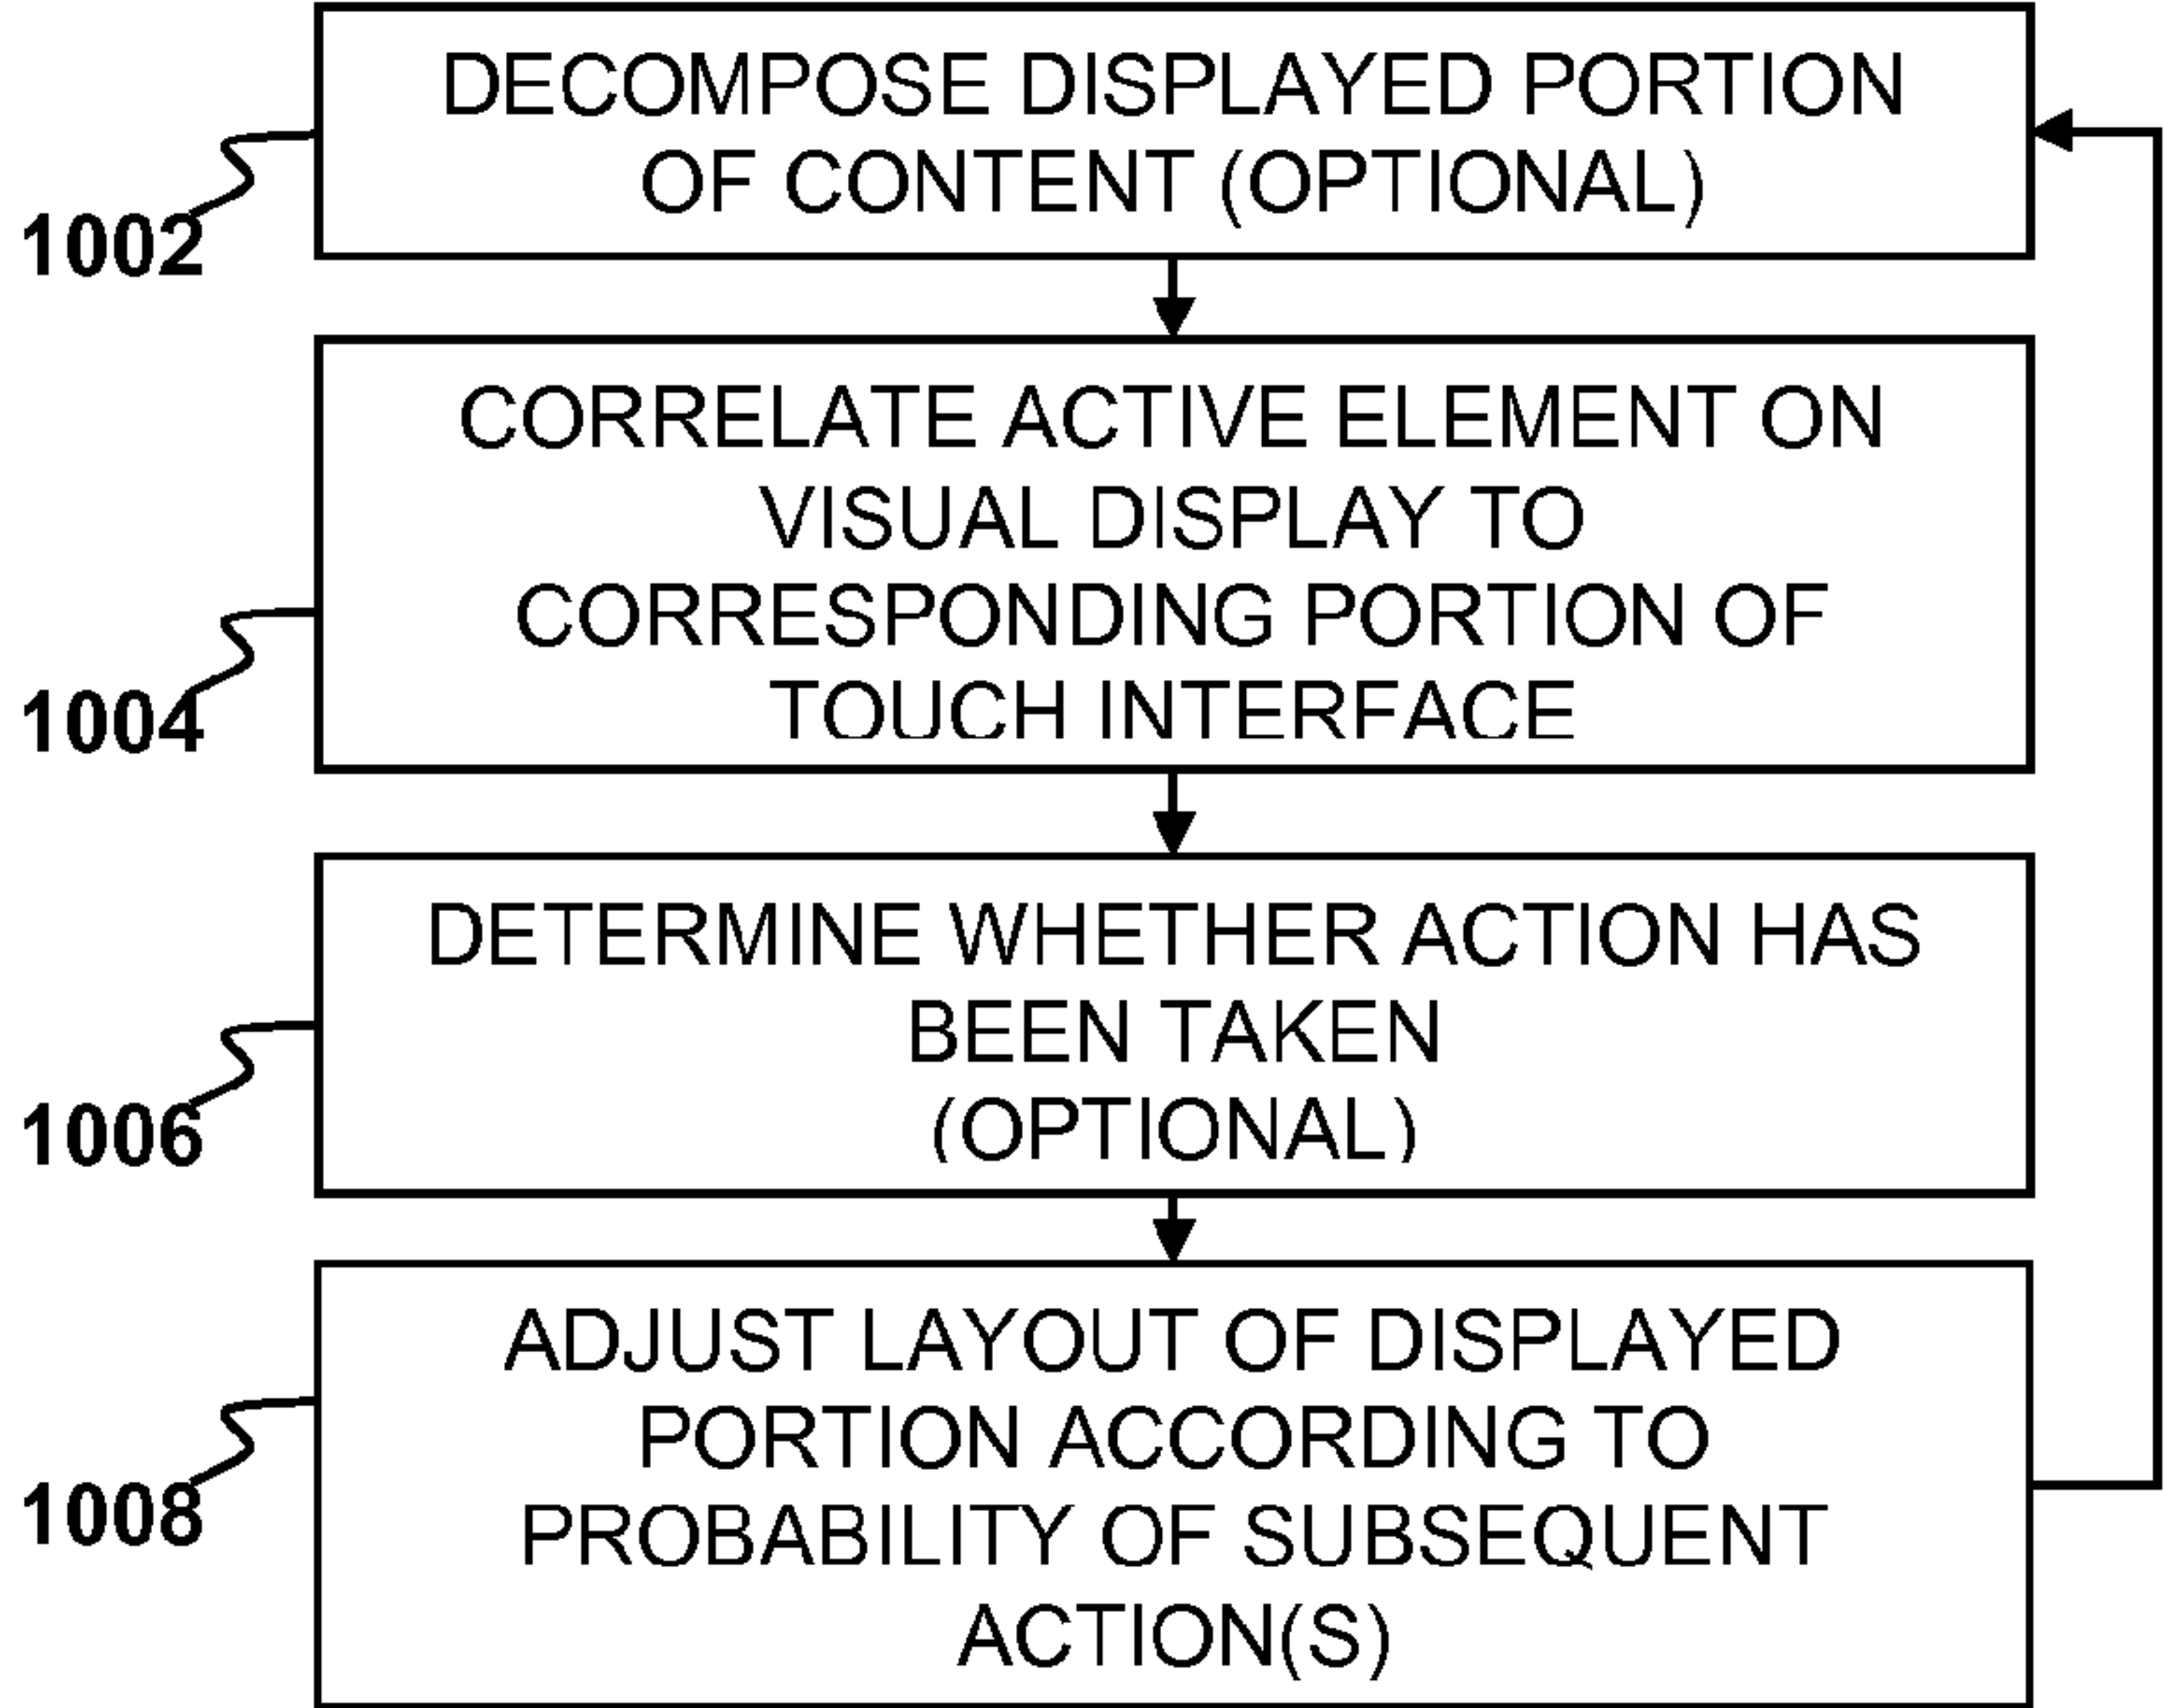 DECOMPOSE DISPLAYED PORTION
OF CONTENT (OPTIONAL)
1002
CORRELATE ACTIVE ELEMENT ON
VISUAL DISPLAY TO
CORRESPONDING PORTION OF
TOUCH INTERFACE
1004
DETERMINE WHETHER ACTION HAS
BEEN TAKEN
(OPTIONAL)
1006
ADJUST LAYOUT OF DISPLAYED
PORTION ACCORDING TO
PROBABILITY OF SUBSEQUENT
ACTION(S)
1008